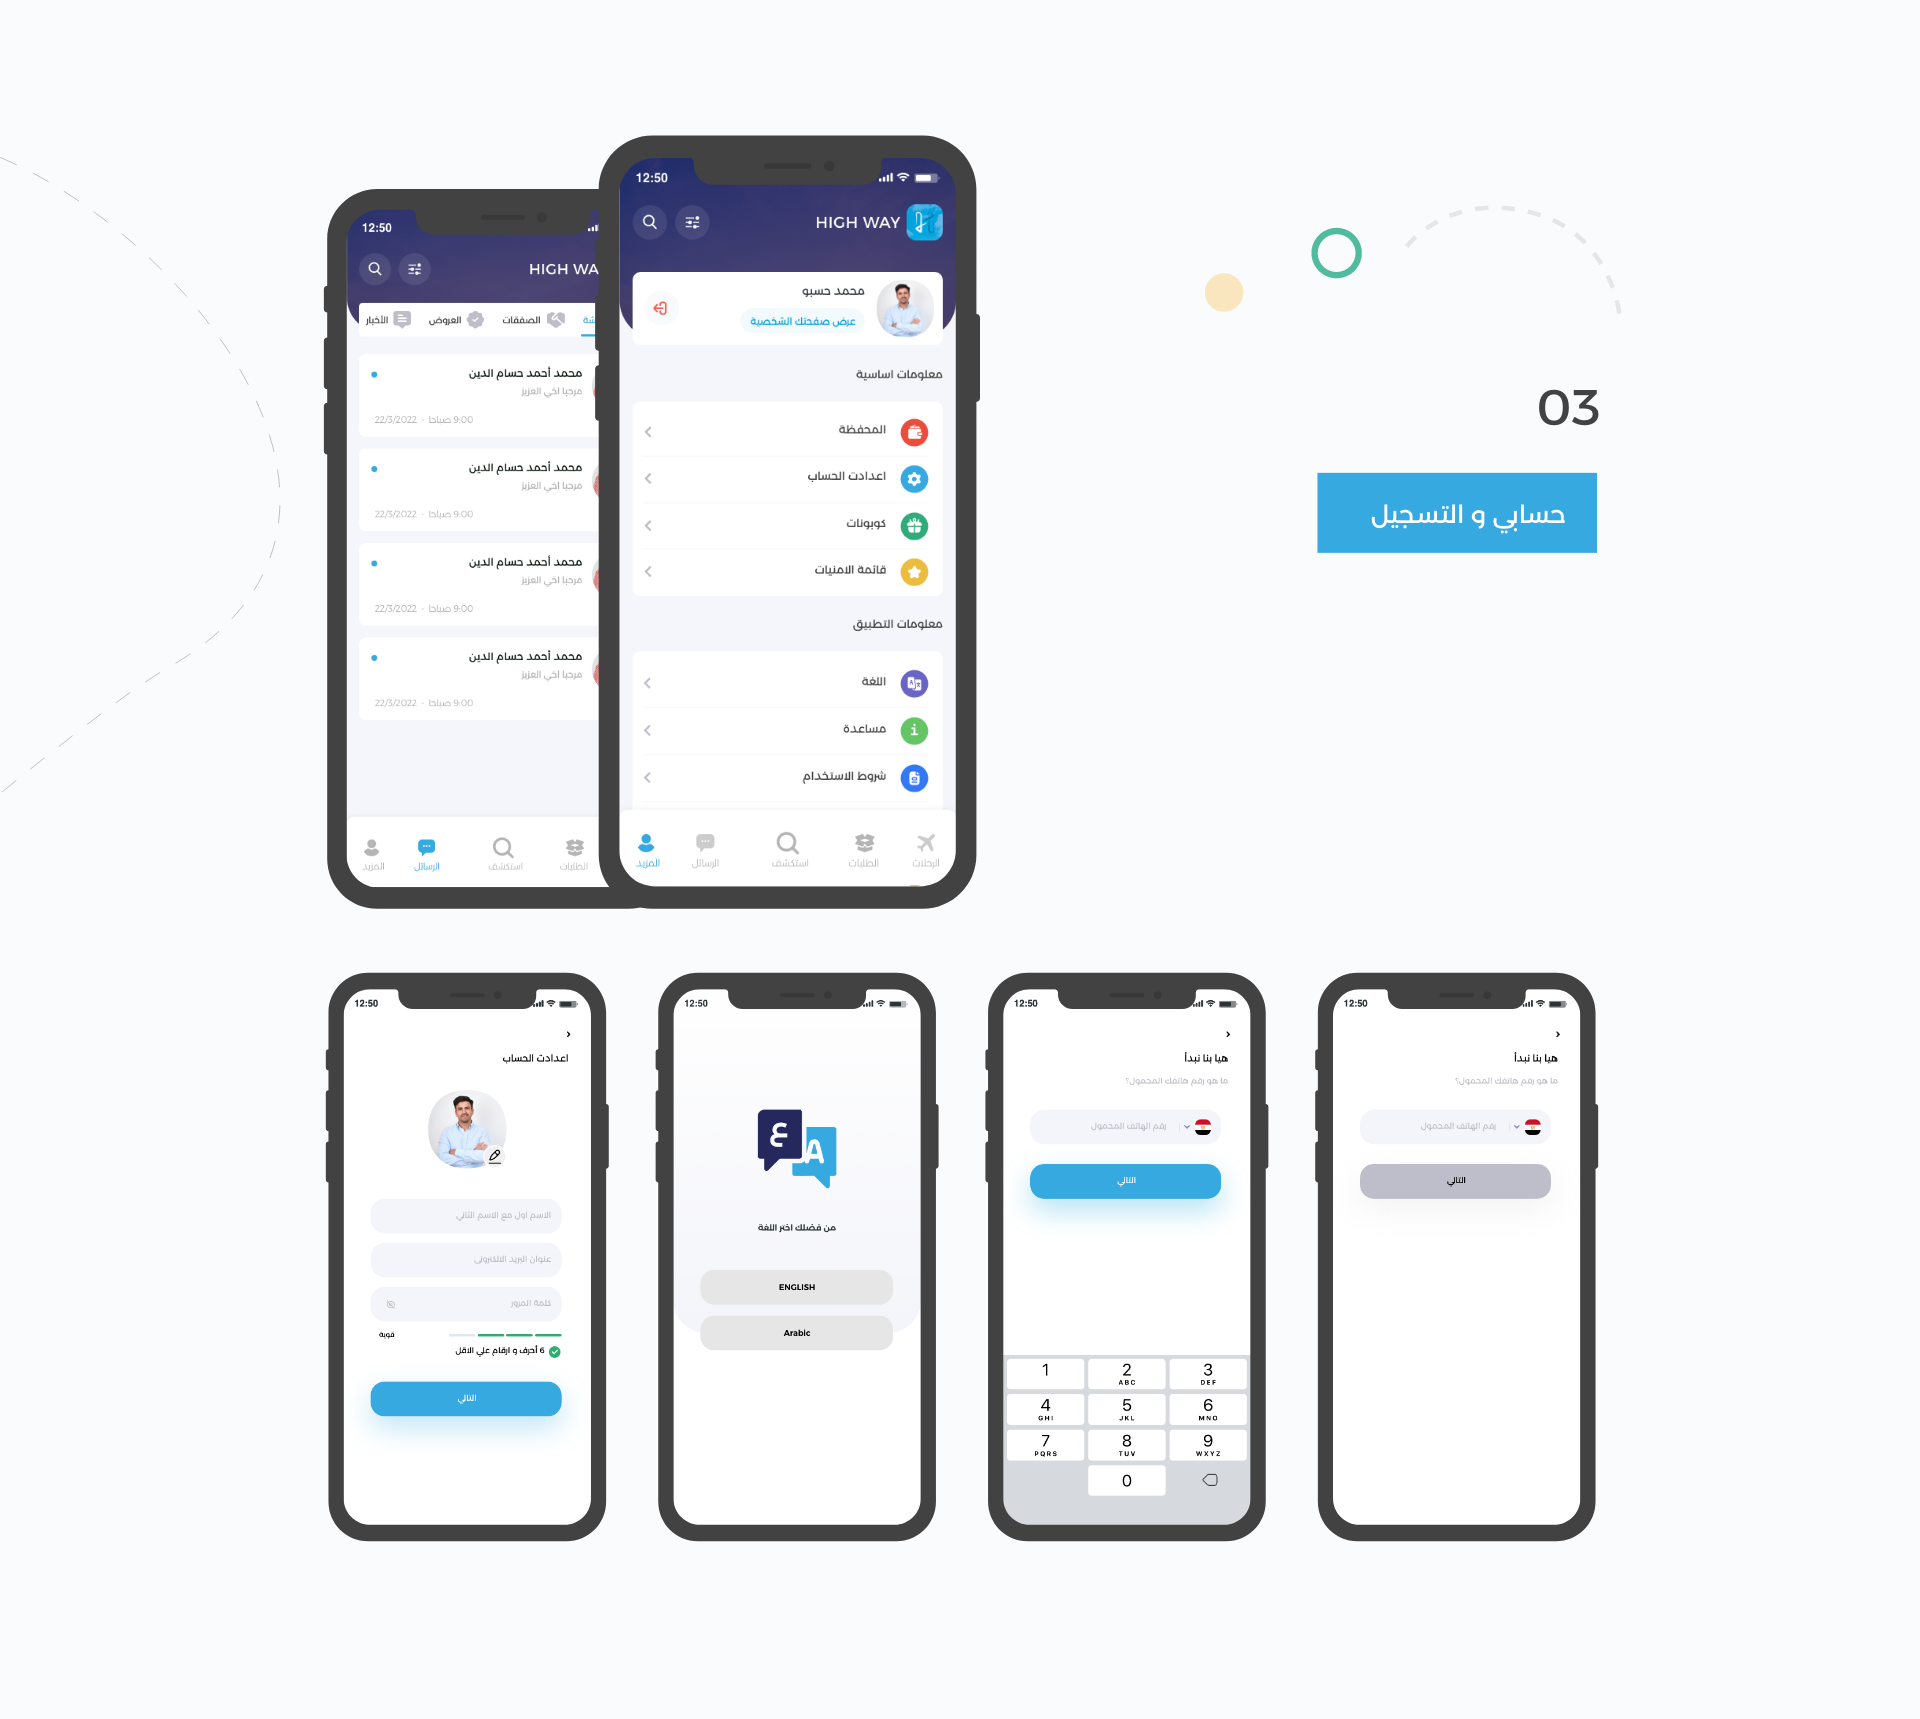 03
حسابي و التسجيل
12:50
HIGH WAY
محمد حسبو
عرض صفحتك الشخصية
معلومات اساسية
المحفظة
اعدادت الحساب
كوبونات
قائمة الامنيات
معلومات التطبيق
اللغة
مساعدة
شروط الاستخدام
الرحلات
الطلبات
استكشف
الرسائل
المزيد
12:50
HIGH WA
الصفقات
العروض
الأخبار
محمد أحمد حسام الدين
مرحبا اخي العزيز
9:00 صباحا - 22/3/2022
محمد أحمد حسام الدين
مرحبا اخي العزيز
9:00 صباحا - 22/3/2022
محمد أحمد حسام الدين
مرحبا اخي العزيز
9:00 صباحا - 22/3/2022
محمد أحمد حسام الدين
مرحبا اخي العزيز
9:00 صباحا - 22/3/2022
الطلبات
استكشف
الرسائل
المزيد
12:50
هيا بنا نبدأ
ما هو رقم هاتفك المحمول؟
رقم الهاتف المحمول
التالي
12:50
هيا بنا نبدأ
ما هو رقم هاتفك المحمول؟
رقم الهاتف المحمول
التالي
1
2
ABC
3
DEF
4
GHI
5
JKL
6
MNO
7
PQRS
8
TUV
9
WXYZ
0
12:50
ع
A
من فضلك اختر اللغة
ENGLISH
Arabic
12:50
اعدادت الحساب
الاسم اول مع الاسم الثاني
عنوان البريد الالكتروني
كلمة المرور
قوية
6 أحرف و ارقام علي الاقل
التالي